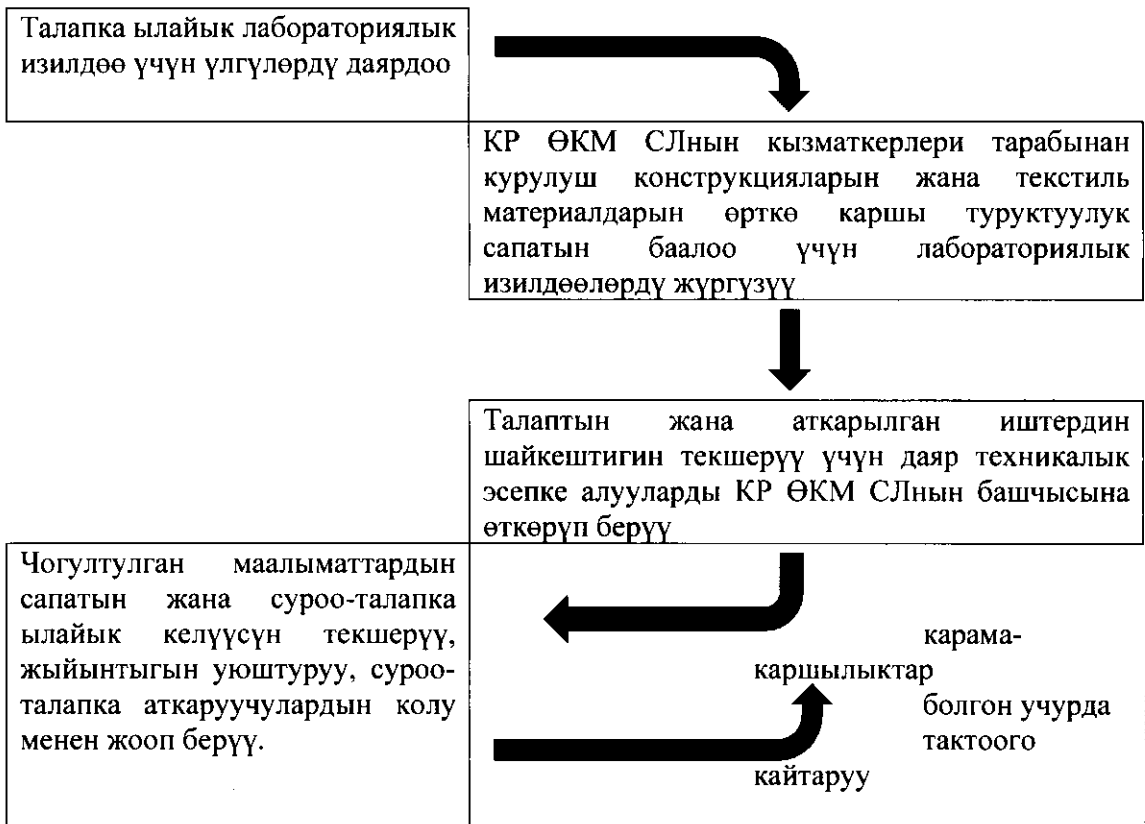 Талапка ылайык лабораториялык
изилдөө үчүн үлгүлөрдү даярдоо
КР ӨКМ СЛнын кызматкерлери тарабынан
курулуш конструкцияларын жана текстиль
материалдарын өрткө каршы туруктуулук
сапатын баалоо үчүн лабораториялык
изилдөөлөрдү жүргүзүү
Талаптын жана аткарылган иштердин
шайкештигин текшерүү үчүн даяр техникалык
эсепке алууларды КР ӨКМ СЛнын башчысына
өткөрүп берүү
Чогултулган маалыматтардын
сапатын жана суроо-талапка
ылайык келүүсүн текшерүү,
жыйынтыгын уюштуруу, суроо-
талапка аткаруучулардын колу
менен жооп берүү.
карама-
каршылыктар
болгон учурда
тактоого
кайтаруу